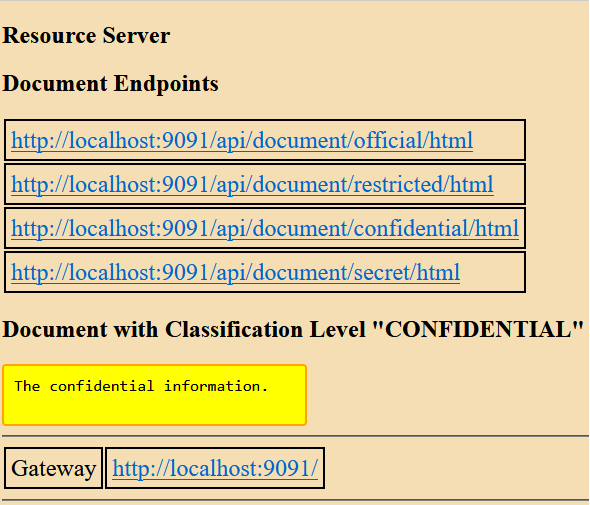 Resource Server
Document Endpoints
http://localhost:9091/api/document/official/html
http://localhost:9091/api/document/restricted/html
http://localhost:9091/api/document/confidential/html
http://localhost:9091/api/document/secret/html
Document with Classification Level "CONFIDENTIAL"
The confidential information.
Gateway http://localhost:9091/